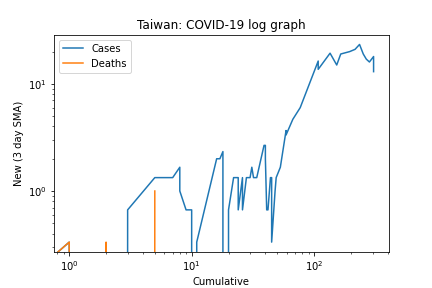 Taiwan: COVID-19 log graph
Cases
Deaths
New (3 day SMA)
10¹
10⁰
10⁰ 10¹ 10²
Cumulative